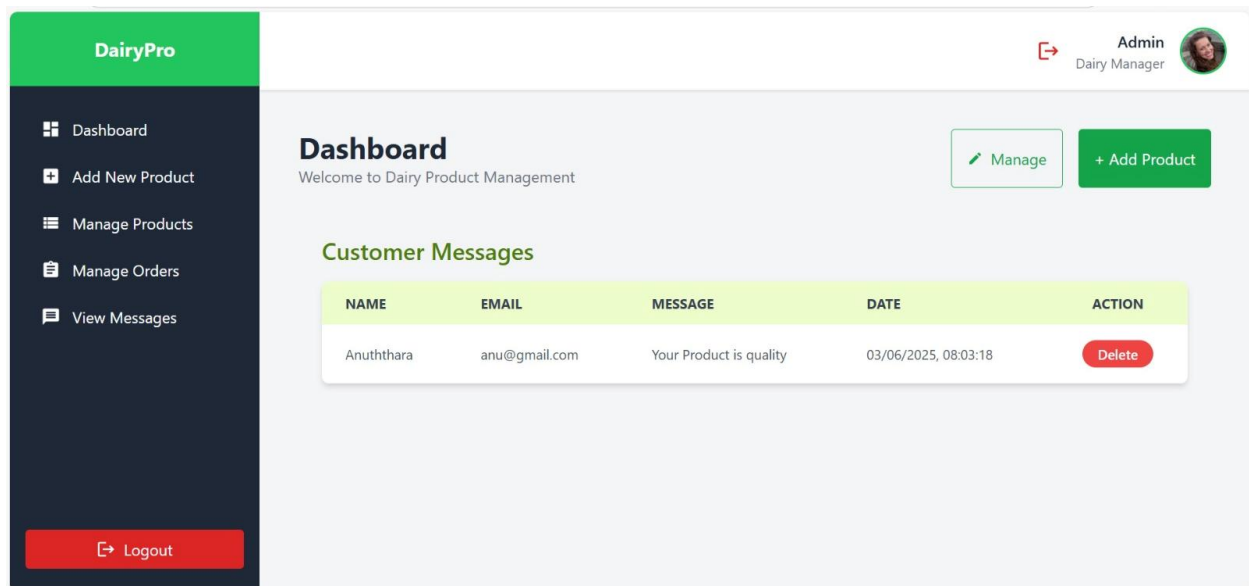 DairyPro
Admin
Dairy Manager
Dashboard
Add New Product
Manage Products
Manage Orders
View Messages
Logout
Dashboard
Welcome to Dairy Product Management
Manage
+ Add Product
Customer Messages
NAME EMAIL MESSAGE DATE ACTION
Anuththara anu@gmail.com Your Product is quality 03/06/2025, 08:03:18 Delete